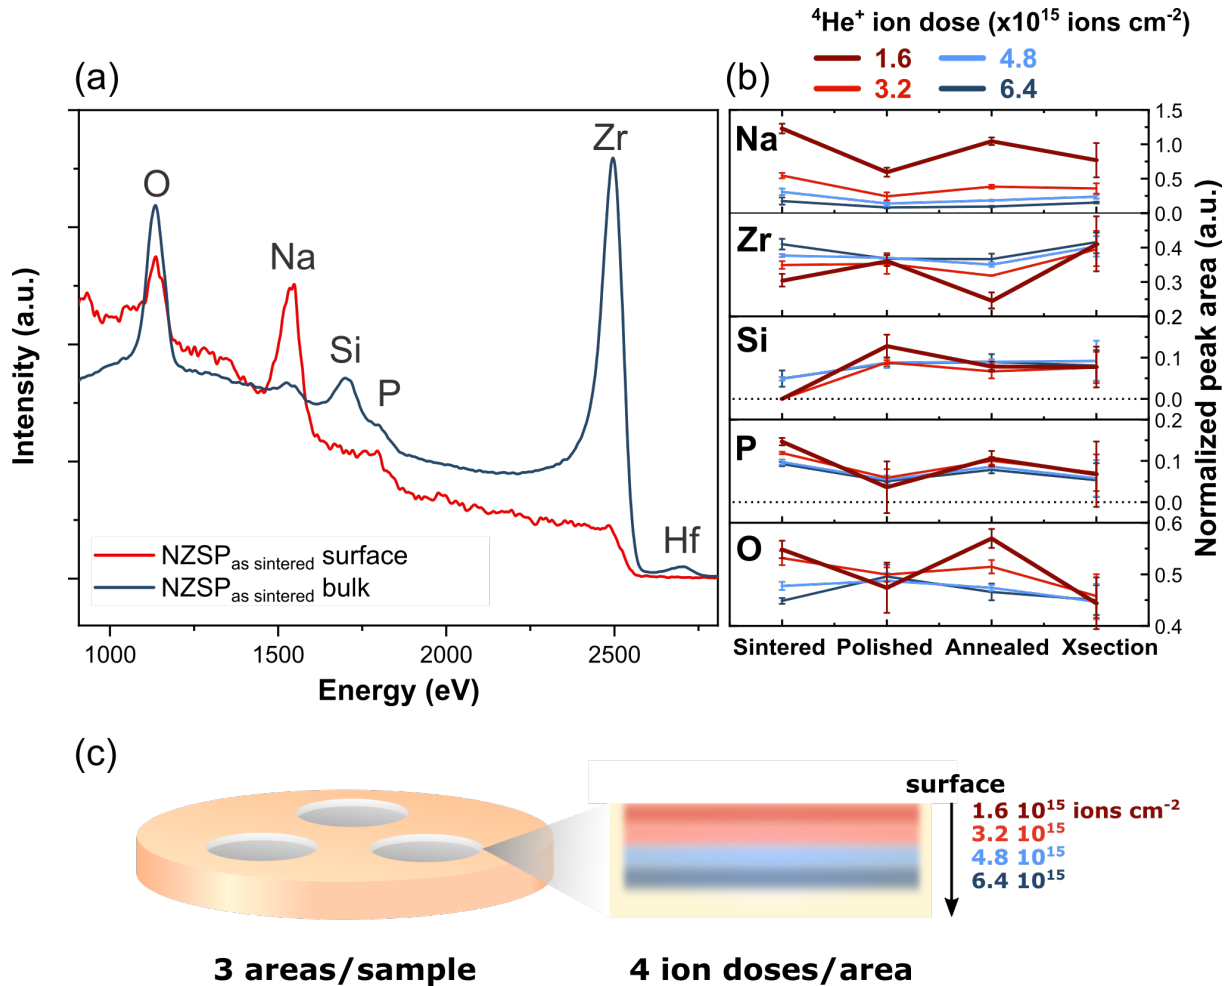 ⁴He⁺ ion dose (x10¹⁵ ions cm⁻²)
1.6 4.8
3.2 6.4
(a)
O
Na
Si
P
Zr
Hf
Intensity (a.u.)
NZSP as sintered surface
NZSP as sintered bulk
1000 1500 2000 2500
Energy (eV)
(b)
Na
1.5
1.0
0.5
0.0
Zr
0.4
0.3
0.2
Si
0.1
0.0
0.2
P
0.1
0.0
0.6
O
0.5
0.4
Normalized peak area (a.u.)
Sintered Polished Annealed Xsection
(c)
surface
1.6 10¹⁵ ions cm⁻²
3.2 10¹⁵
4.8 10¹⁵
6.4 10¹⁵
3 areas/sample
4 ion doses/area